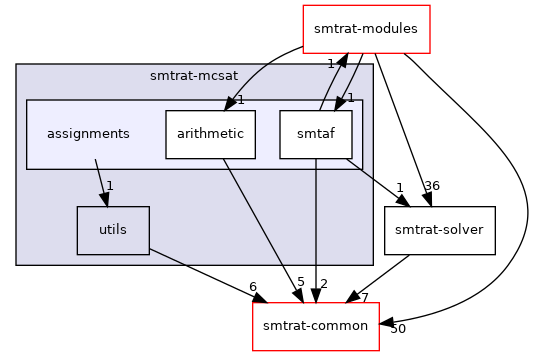 smtrat-modules
1
smtrat-mcsat
1
1
assignments
arithmetic
smtaf
1
1
36
utils
smtrat-solver
6
5
2
7
50
smtrat-common